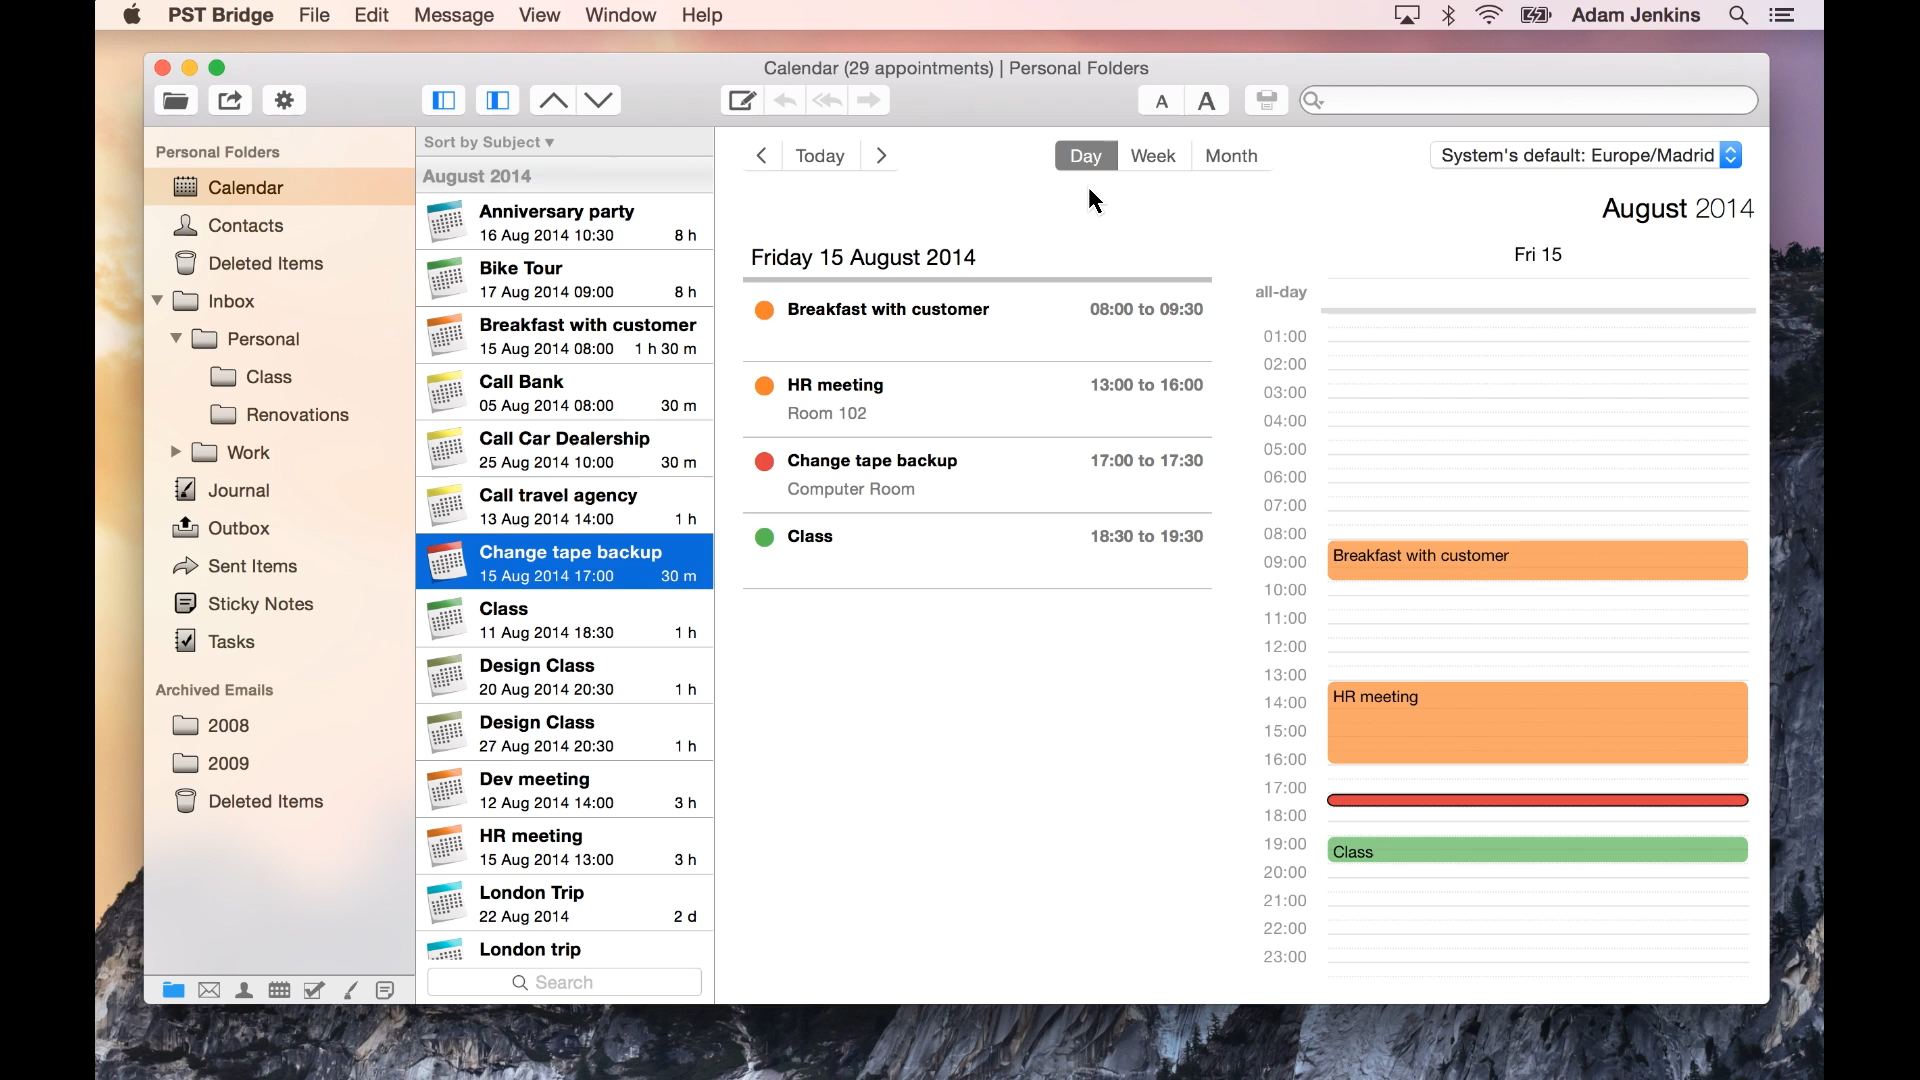 PST Bridge File Edit Message View Window Help Adam Jenkins
Calendar (29 appointments) | Personal Folders
A A
Personal Folders
Calendar
Contacts
Deleted Items
Inbox
Personal
Class
Renovations
Work
Journal
Outbox
Sent Items
Sticky Notes
Tasks
Archived Emails
2008
2009
Deleted Items
Sort by Subject ▾
August 2014
Anniversary party
16 Aug 2014 10:30 8 h
Bike Tour
17 Aug 2014 09:00 8 h
Breakfast with customer
15 Aug 2014 08:00 1 h 30 m
Call Bank
05 Aug 2014 08:00 30 m
Call Car Dealership
25 Aug 2014 10:00 30 m
Call travel agency
13 Aug 2014 14:00 1 h
Change tape backup
15 Aug 2014 17:00 30 m
Class
11 Aug 2014 18:30 1 h
Design Class
20 Aug 2014 20:30 1 h
Design Class
27 Aug 2014 20:30 1 h
Dev meeting
12 Aug 2014 14:00 3 h
HR meeting
15 Aug 2014 13:00 3 h
London Trip
22 Aug 2014 2 d
London trip
Search
Today
Day Week Month
System's default: Europe/Madrid
August 2014
Friday 15 August 2014
Breakfast with customer 08:00 to 09:30
HR meeting 13:00 to 16:00
Room 102
Change tape backup 17:00 to 17:30
Computer Room
Class 18:30 to 19:30
Fri 15
all-day
01:00
02:00
03:00
04:00
05:00
06:00
07:00
08:00
Breakfast with customer
09:00
10:00
11:00
12:00
13:00
HR meeting
14:00
15:00
16:00
17:00
18:00
19:00
Class
20:00
21:00
22:00
23:00